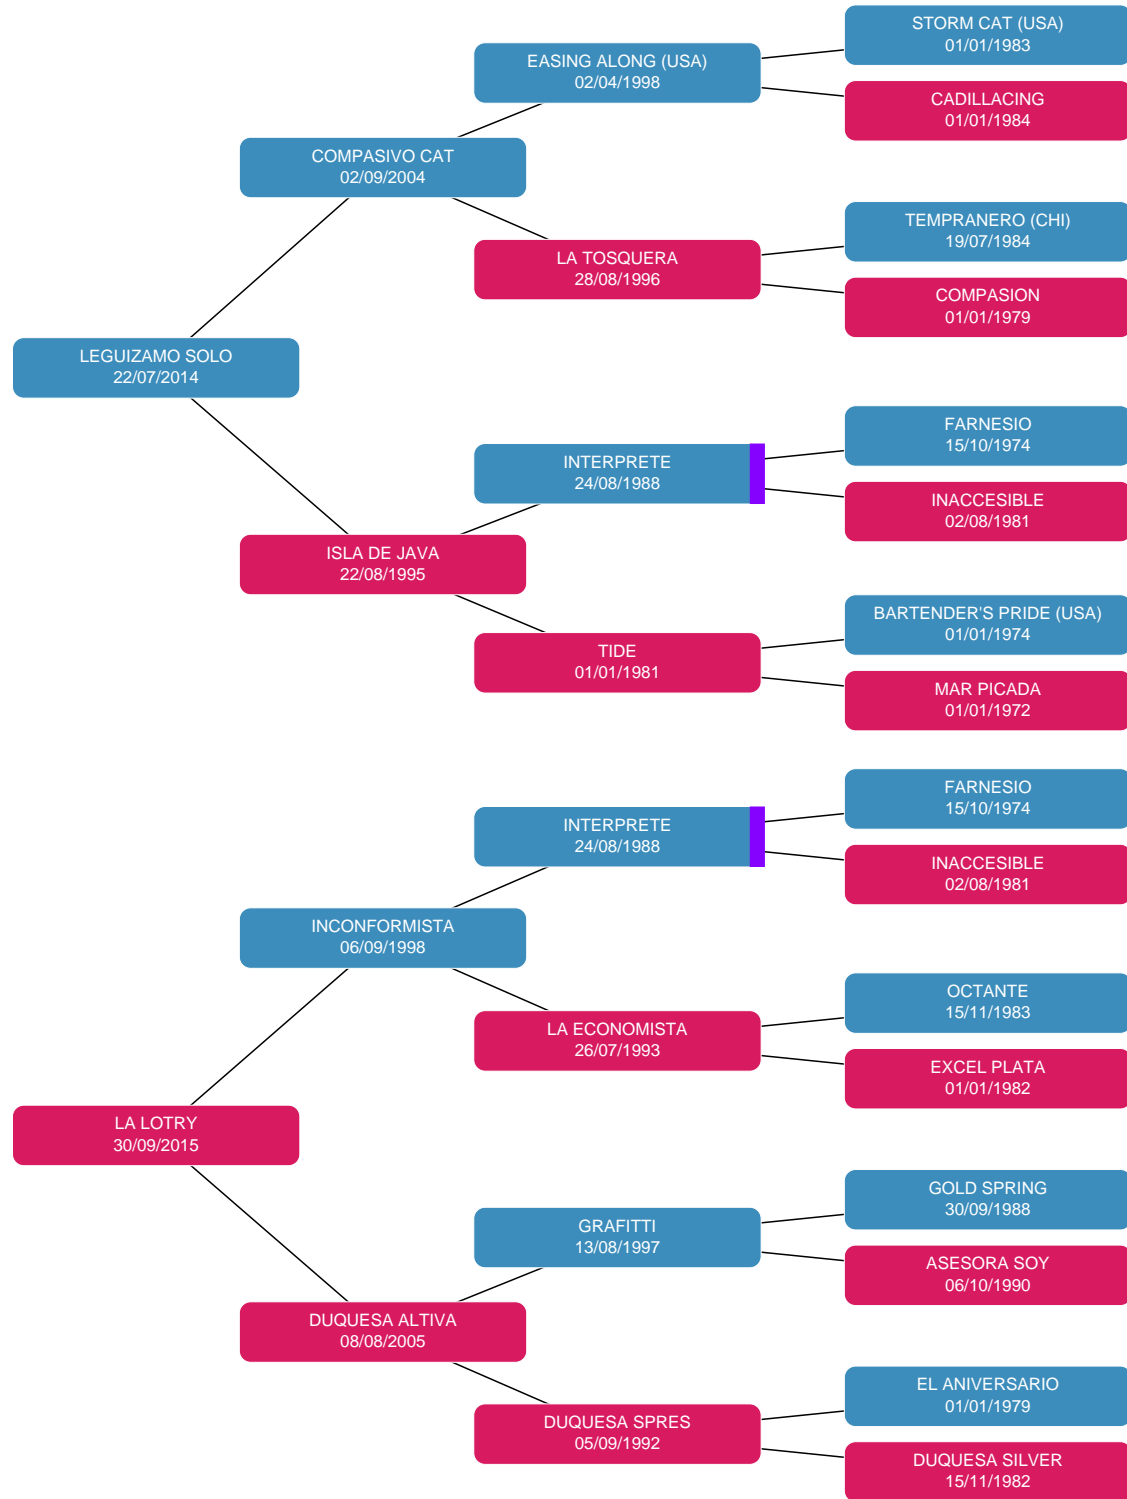 STORM CAT (USA)
01/01/1983
EASING ALONG (USA)
02/04/1998
CADILLACING
01/01/1984
COMPASIVO CAT
02/09/2004
TEMPRANERO (CHI)
19/07/1984
LA TOSQUERA
28/08/1996
COMPASION
01/01/1979
LEGUIZAMO SOLO
22/07/2014
FARNESIO
15/10/1974
INTERPRETE
24/08/1988
INACCESIBLE
02/08/1981
ISLA DE JAVA
22/08/1995
BARTENDER'S PRIDE (USA)
01/01/1974
TIDE
01/01/1981
MAR PICADA
01/01/1972
FARNESIO
15/10/1974
INTERPRETE
24/08/1988
INACCESIBLE
02/08/1981
INCONFORMISTA
06/09/1998
OCTANTE
15/11/1983
LA ECONOMISTA
26/07/1993
EXCEL PLATA
01/01/1982
LA LOTRY
30/09/2015
GOLD SPRING
30/09/1988
GRAFITTI
13/08/1997
ASESORA SOY
06/10/1990
DUQUESA ALTIVA
08/08/2005
EL ANIVERSARIO
01/01/1979
DUQUESA SPRES
05/09/1992
DUQUESA SILVER
15/11/1982